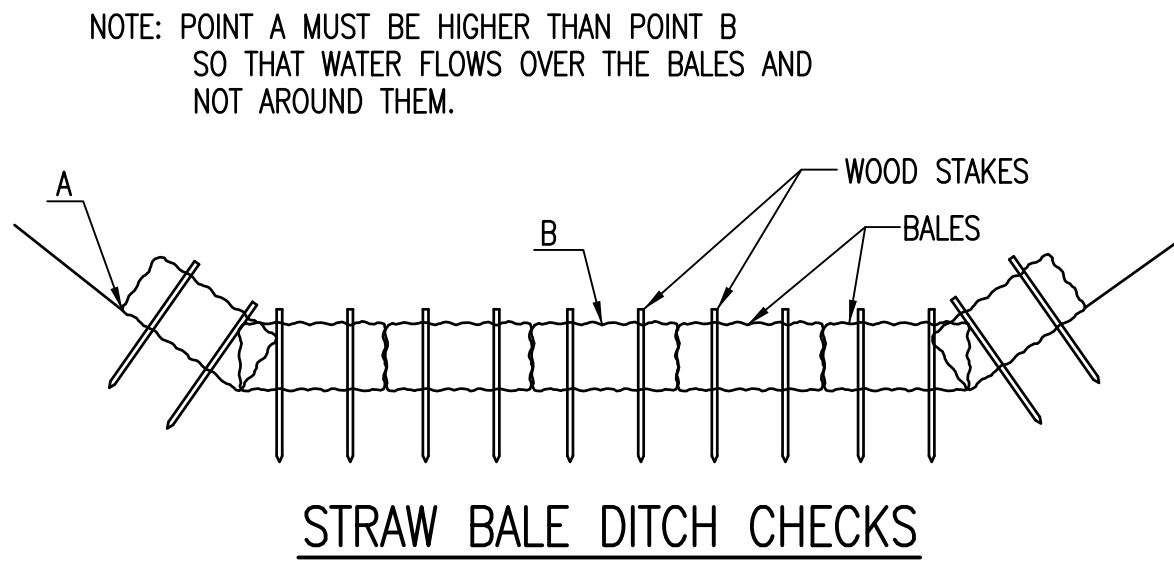 NOTE: POINT A MUST BE HIGHER THAN POINT B
SO THAT WATER FLOWS OVER THE BALES AND
NOT AROUND THEM.
A
WOOD STAKES
B
BALES
STRAW BALE DITCH CHECKS